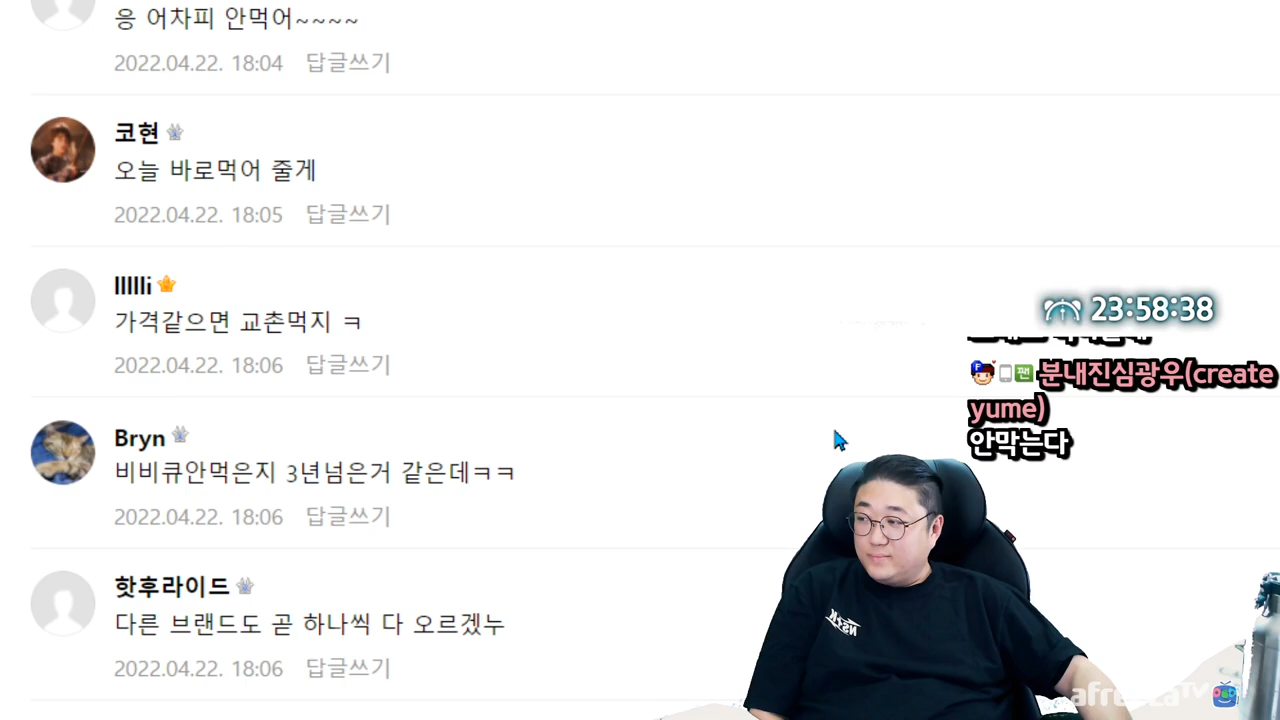 응 어차피 안먹어~~~~
2022.04.22. 18:04 답글쓰기
코현
오늘 바로먹어 줄게
2022.04.22. 18:05 답글쓰기
llllli
가격같으면 교촌먹지 ㅋ
2022.04.22. 18:06 답글쓰기
Bryn
비비큐안먹은지 3년넘은거 같은데ㅋㅋ
2022.04.22. 18:06 답글쓰기
핫후라이드
다른 브랜드도 곧 하나씩 다 오르겠누
2022.04.22. 18:06 답글쓰기
23:58:38
F 팬 분내진심광우(create
yume)
안막는다
afreecaTV